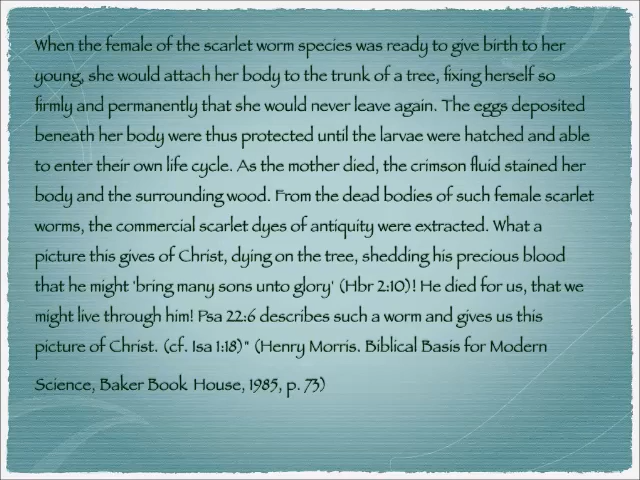 When the female of the scarlet worm species was ready to give birth to her
young, she would attach her body to the trunk of a tree, fixing herself so
firmly and permanently that she would never leave again. The eggs deposited
beneath her body were thus protected until the larvae were hatched and able
to enter their own life cycle. As the mother died, the crimson fluid stained her
body and the surrounding wood. From the dead bodies of such female scarlet
worms, the commercial scarlet dyes of antiquity were extracted. What a
picture this gives of Christ, dying on the tree, shedding his precious blood
that he might 'bring many sons unto glory' (Hbr 2:10)! He died for us, that we
might live through him! Psa 22:6 describes such a worm and gives us this
picture of Christ. (cf. Isa 1:18)" (Henry Morris. Biblical Basis for Modern
Science, Baker Book House, 1985, p. 73)